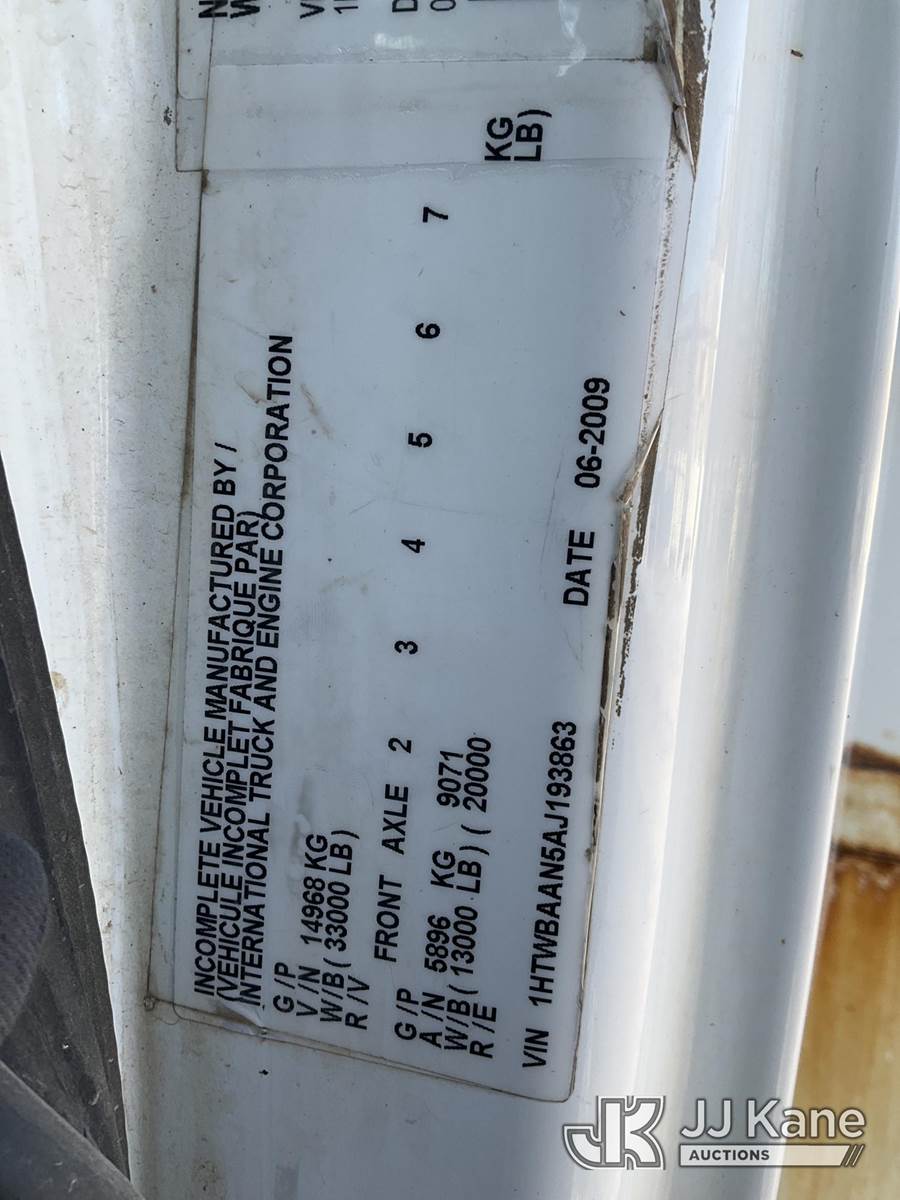 INCOMPLETE VEHICLE MANUFACTURED BY /
(VEHICULE INCOMPLET FABRIQUE PAR)
INTERNATIONAL TRUCK AND ENGINE CORPORATION
G /P
V /N 14968 KG
W/B ( 33000 LB )
R /V
FRONT AXLE 2 3 4 5 6 7
G /P
A /N 5896 KG 9071 KG
W/B ( 13000 LB ) ( 20000 LB )
R /E
VIN 1HTWBAAN5AJ193863 DATE 06-2009
JK JJ Kane
AUCTIONS